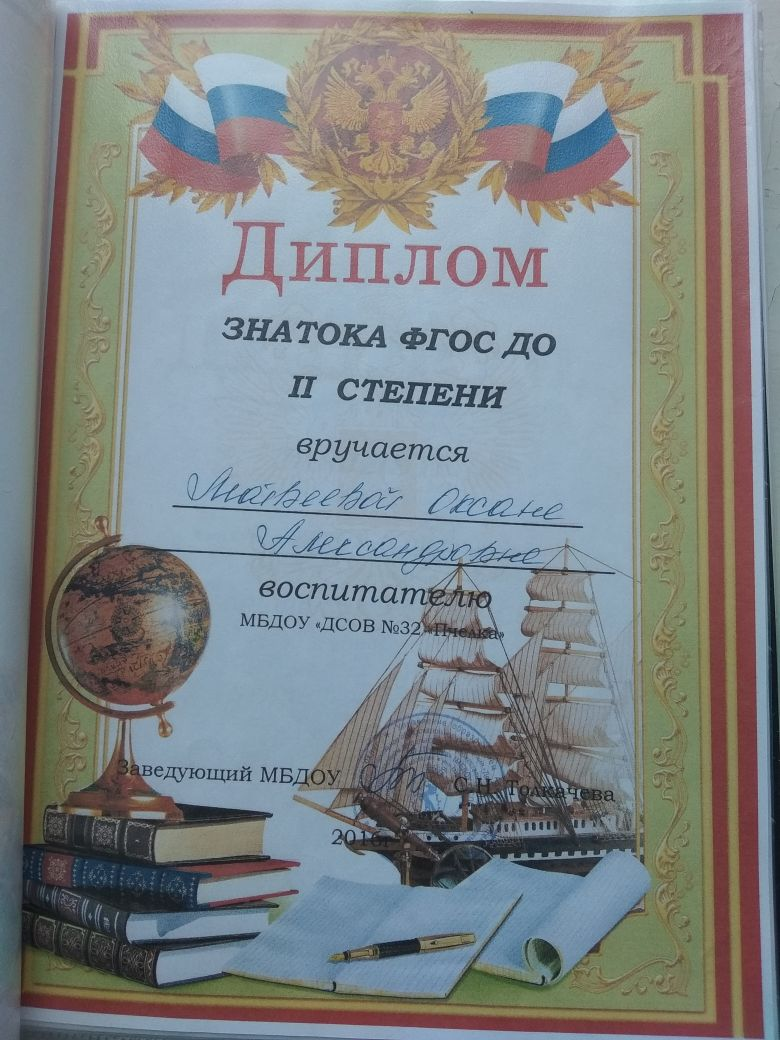 Диплом
ЗНАТОКА ФГОС ДО
II СТЕПЕНИ
вручается
Матвеевой Оксане
Александровне
воспитателю
МБДОУ «ДСОВ №32 «Пчелка»
Заведующий МБДОУ С.Н. Толкачева
2016г.